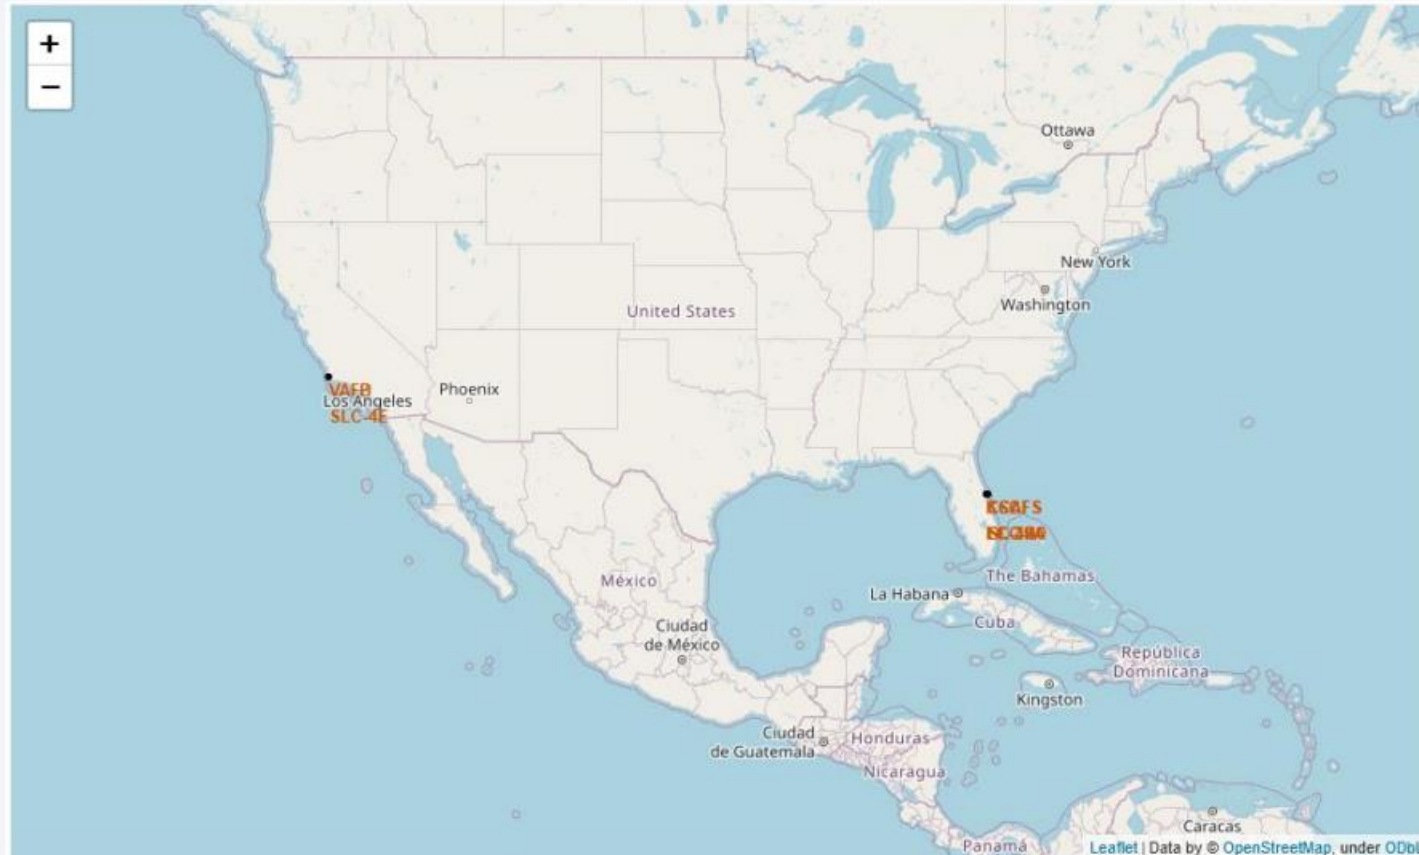 +
−
Ottawa
New York
Washington
United States
Phoenix
VAFB
Los Angeles
SLC-4E
The Bahamas
La Habana
Cuba
México
Ciudad
de México
República
Dominicana
Kingston
Ciudad
de Guatemala
Honduras
Nicaragua
Caracas
Panamá
Leaflet | Data by © OpenStreetMap, under